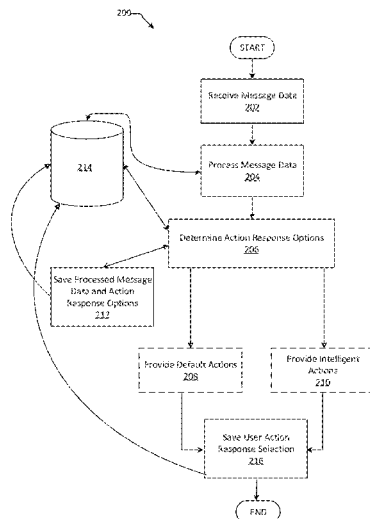 200
START
Receive Message Data
202
Process Message Data
204
214
Determine Action Response Options
206
Save Processed Message
Data and Action
Response Options
212
Provide Default Actions
208
Provide Intelligent
Actions
210
Save User Action
Response Selection
216
END